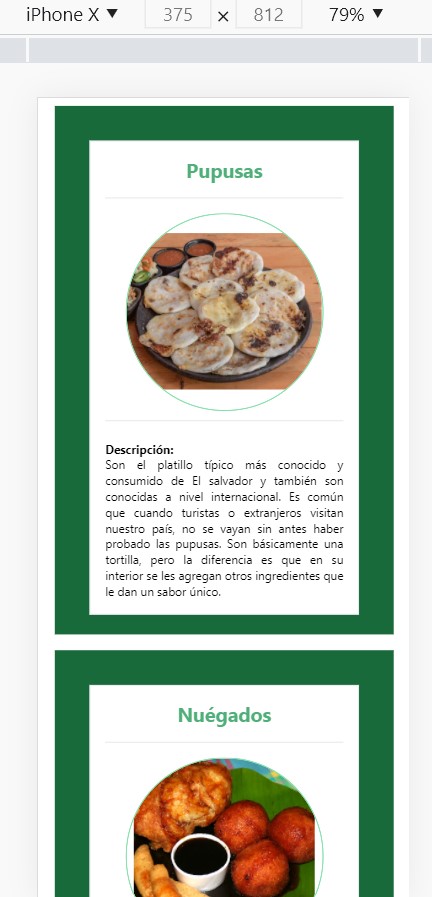 iPhone X ▼ 375 × 812 79% ▼
Pupusas
Descripción:
Son el platillo típico más conocido y
consumido de El salvador y también son
conocidas a nivel internacional. Es común
que cuando turistas o extranjeros visitan
nuestro país, no se vayan sin antes haber
probado las pupusas. Son básicamente una
tortilla, pero la diferencia es que en su
interior se les agregan otros ingredientes que
le dan un sabor único.
Nuégados